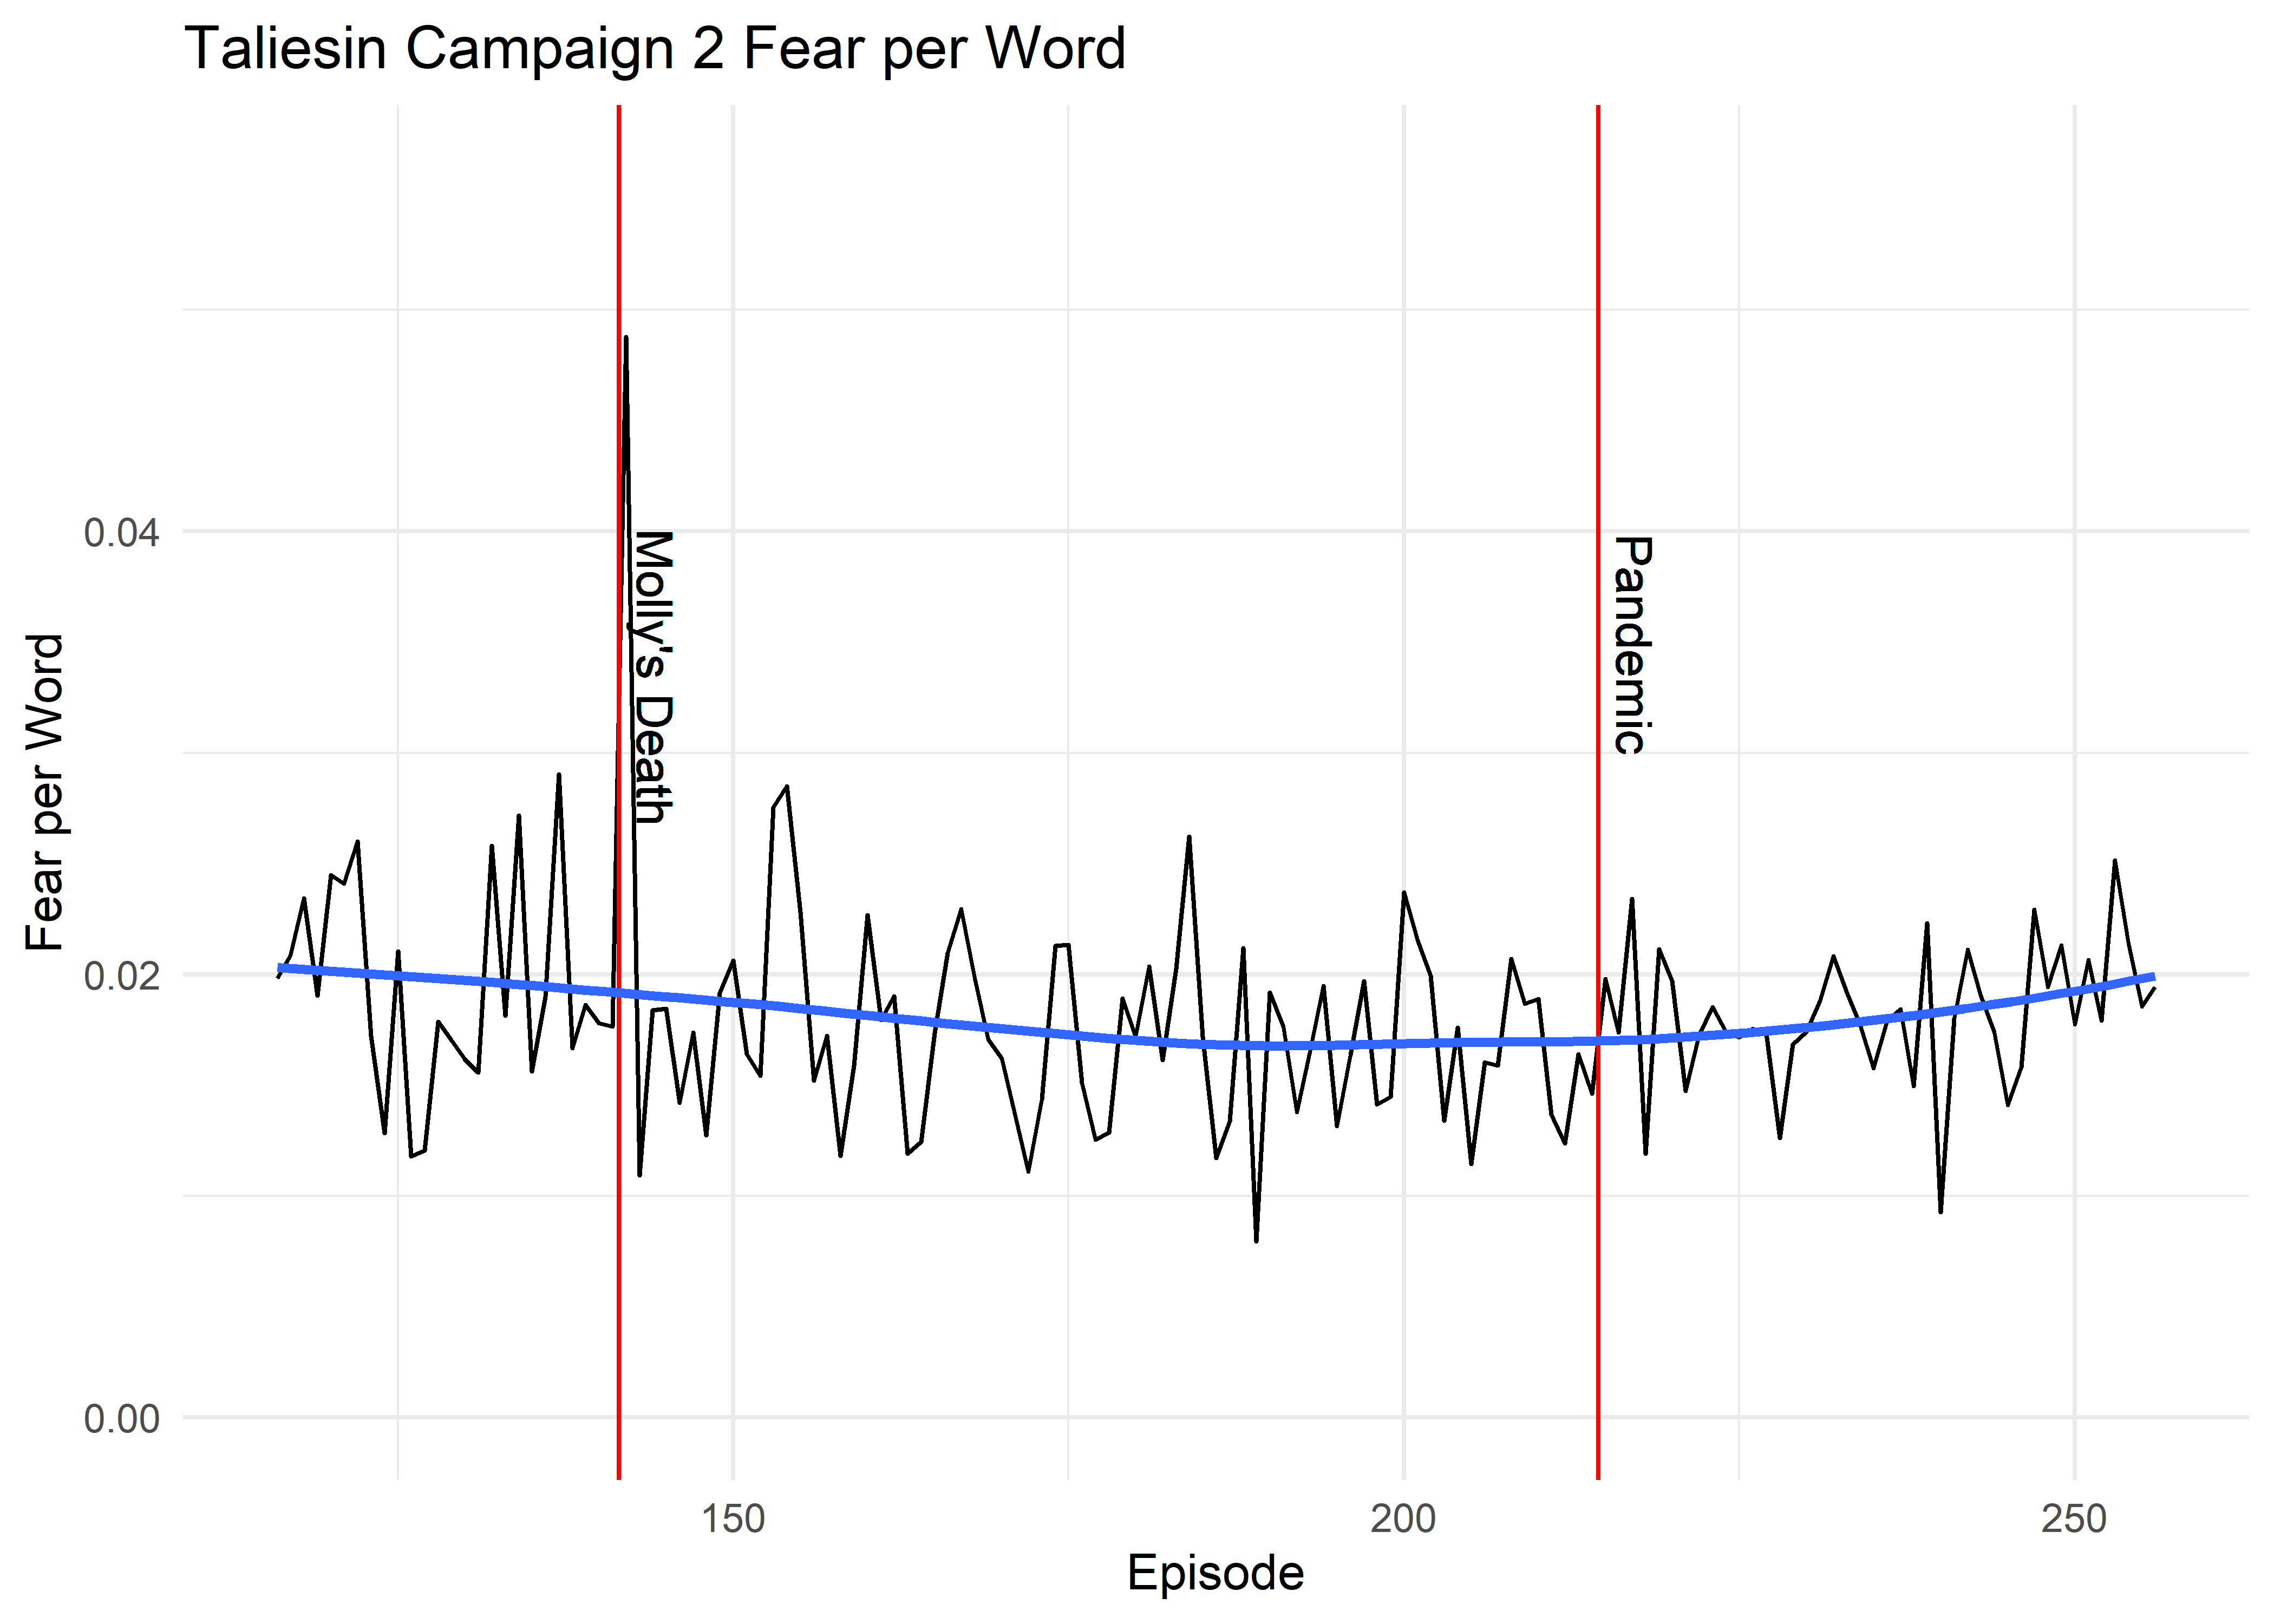 Taliesin Campaign 2 Fear per Word
Fear per Word
0.04
0.02
0.00
Molly's Death
Pandemic
150
200
250
Episode